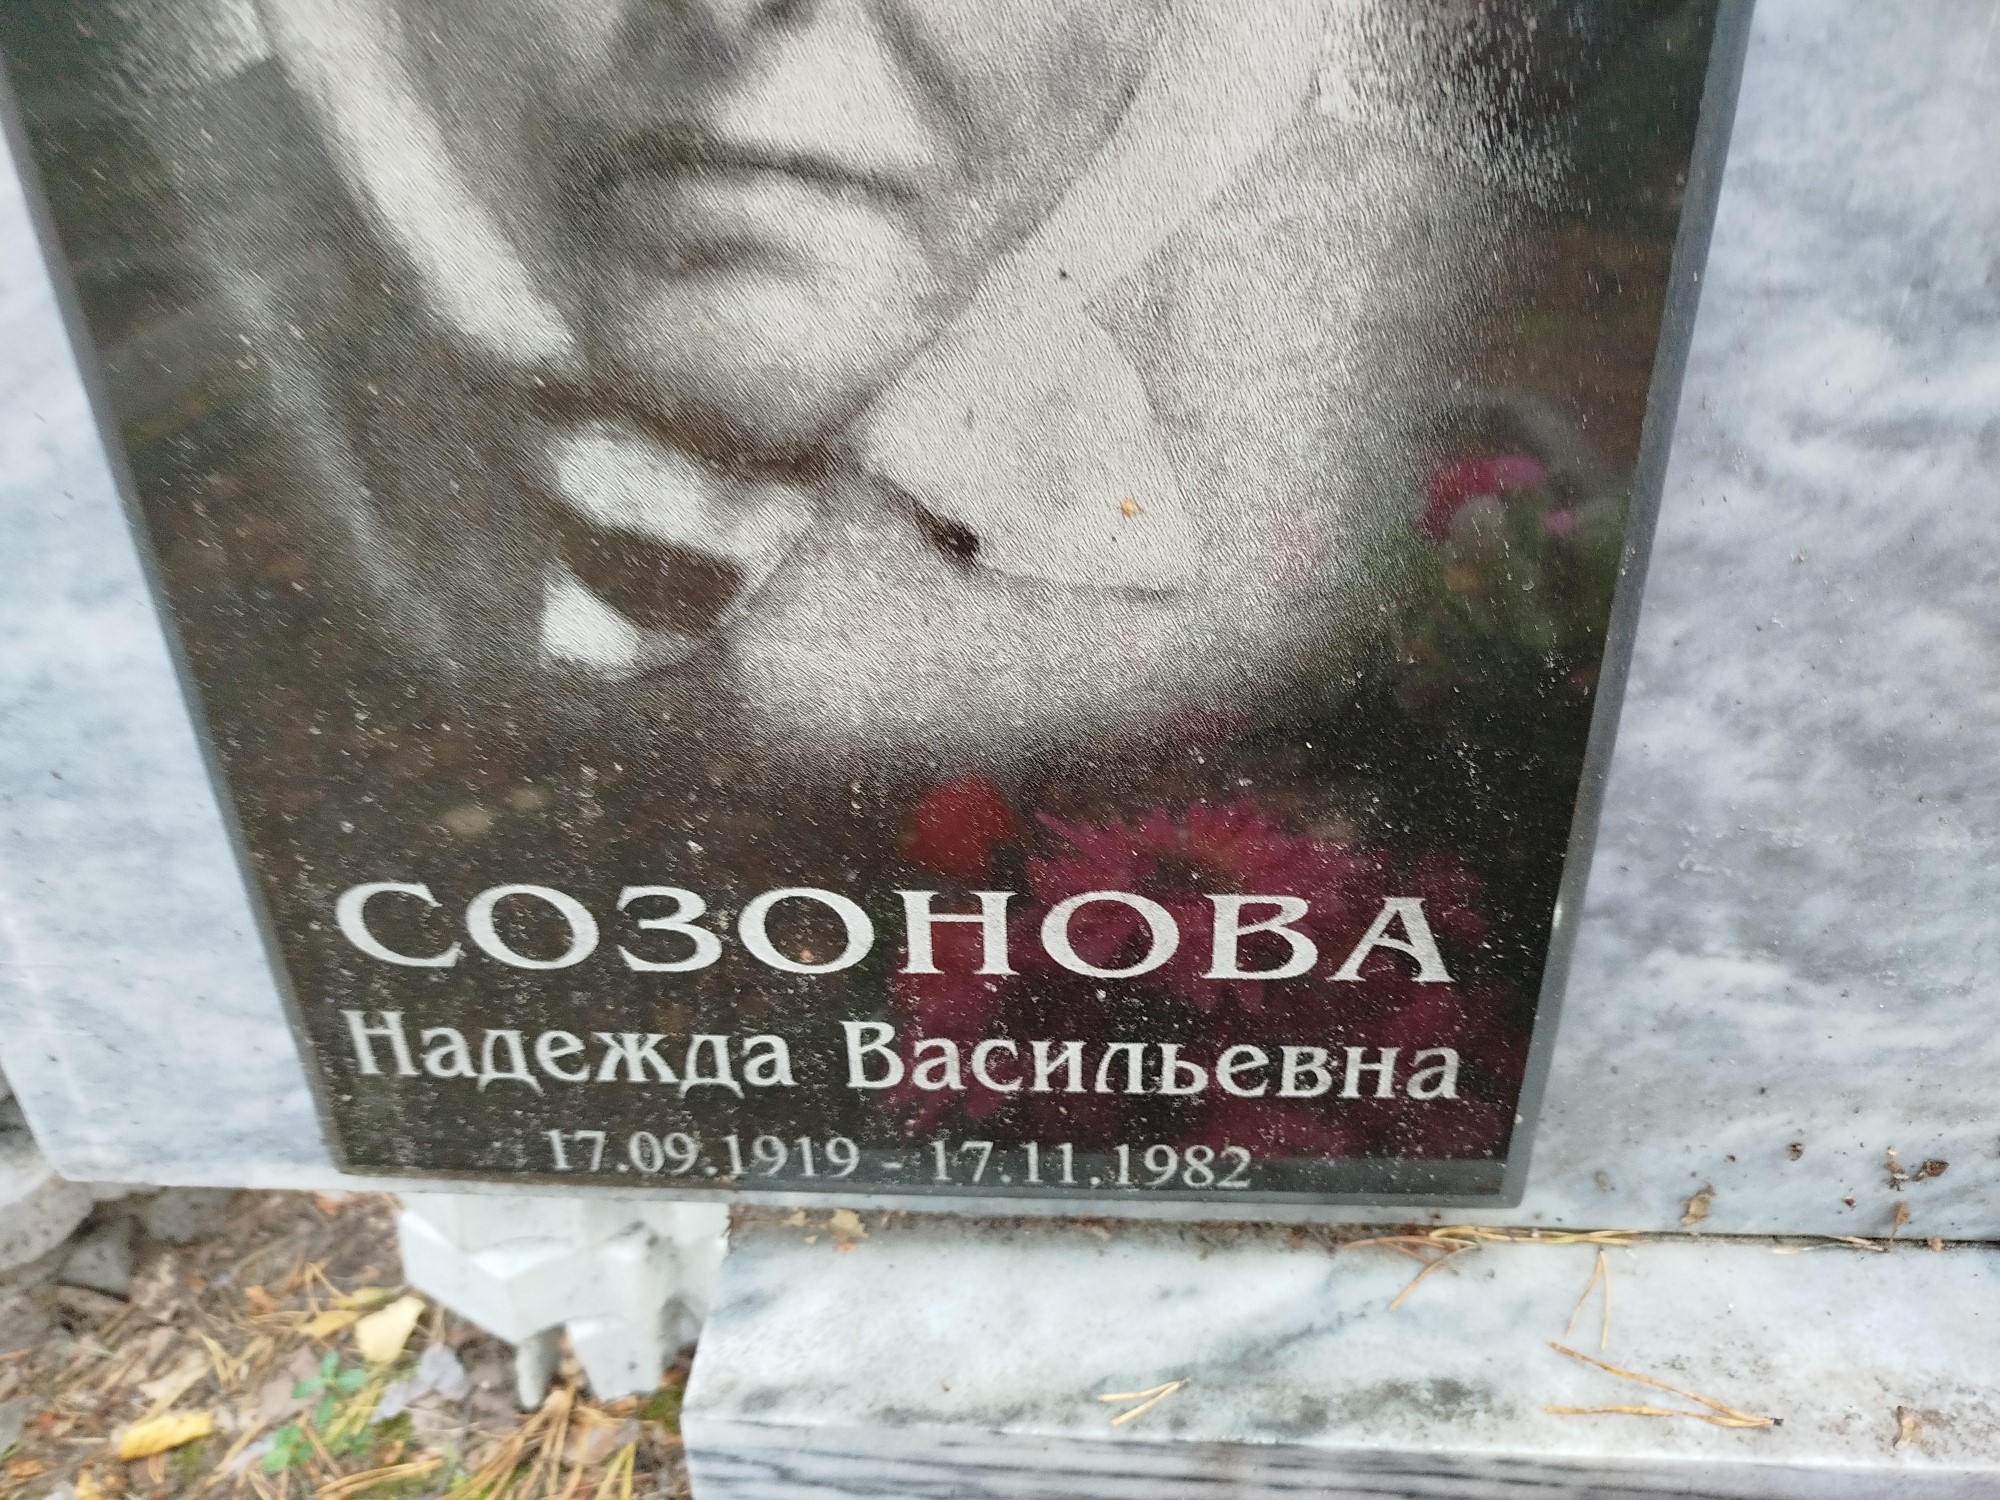 СОЗОНОВА
Надежда Васильевна
17.09.1919 - 17.11.1982